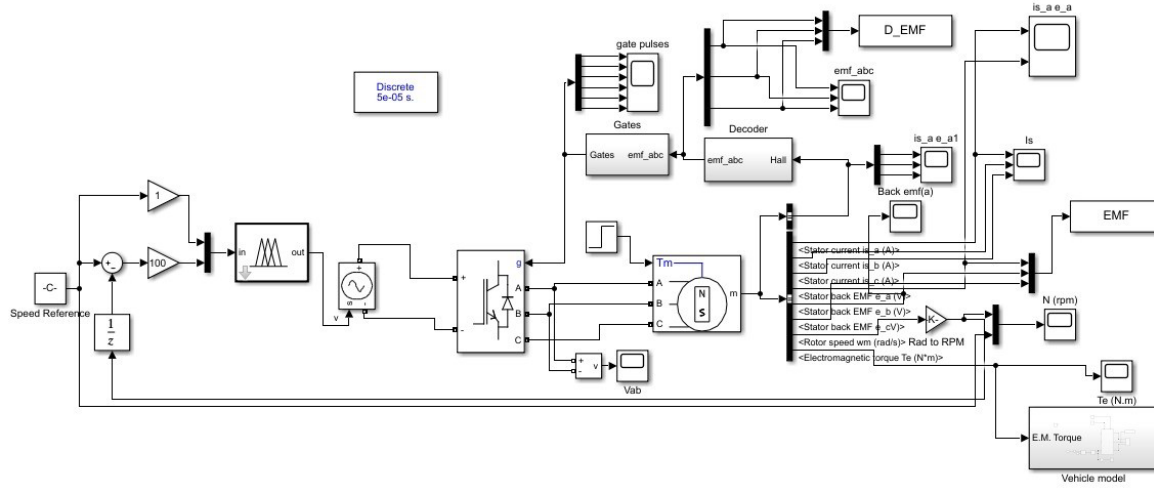 is_a e_a
D_EMF
gate pulses
Discrete
5e-05 s.
emf_abc
Gates
Decoder
is_a e_a1
Is
Gates emf_abc
emf_abc Hall
Back emf(a)
EMF
1
in out
Tm
<Stator current is_a (A)>
<Stator current is_b (A)>
<Stator current is_c (A)>
<Stator back EMF e_a (V)>
<Stator back EMF e_b (V)>
<Stator back EMF e_cV)>
<Rotor speed wm (rad/s)> Rad to RPM
<Electromagnetic torque Te (N*m)>
100
-C-
Speed Reference
1
z
s
v
+
-
g
+
-
A
B
C
A
B
C
N
S
m
-K-
N (rpm)
+
-
v
Vab
Te (N.m)
E.M. Torque
Vehicle model